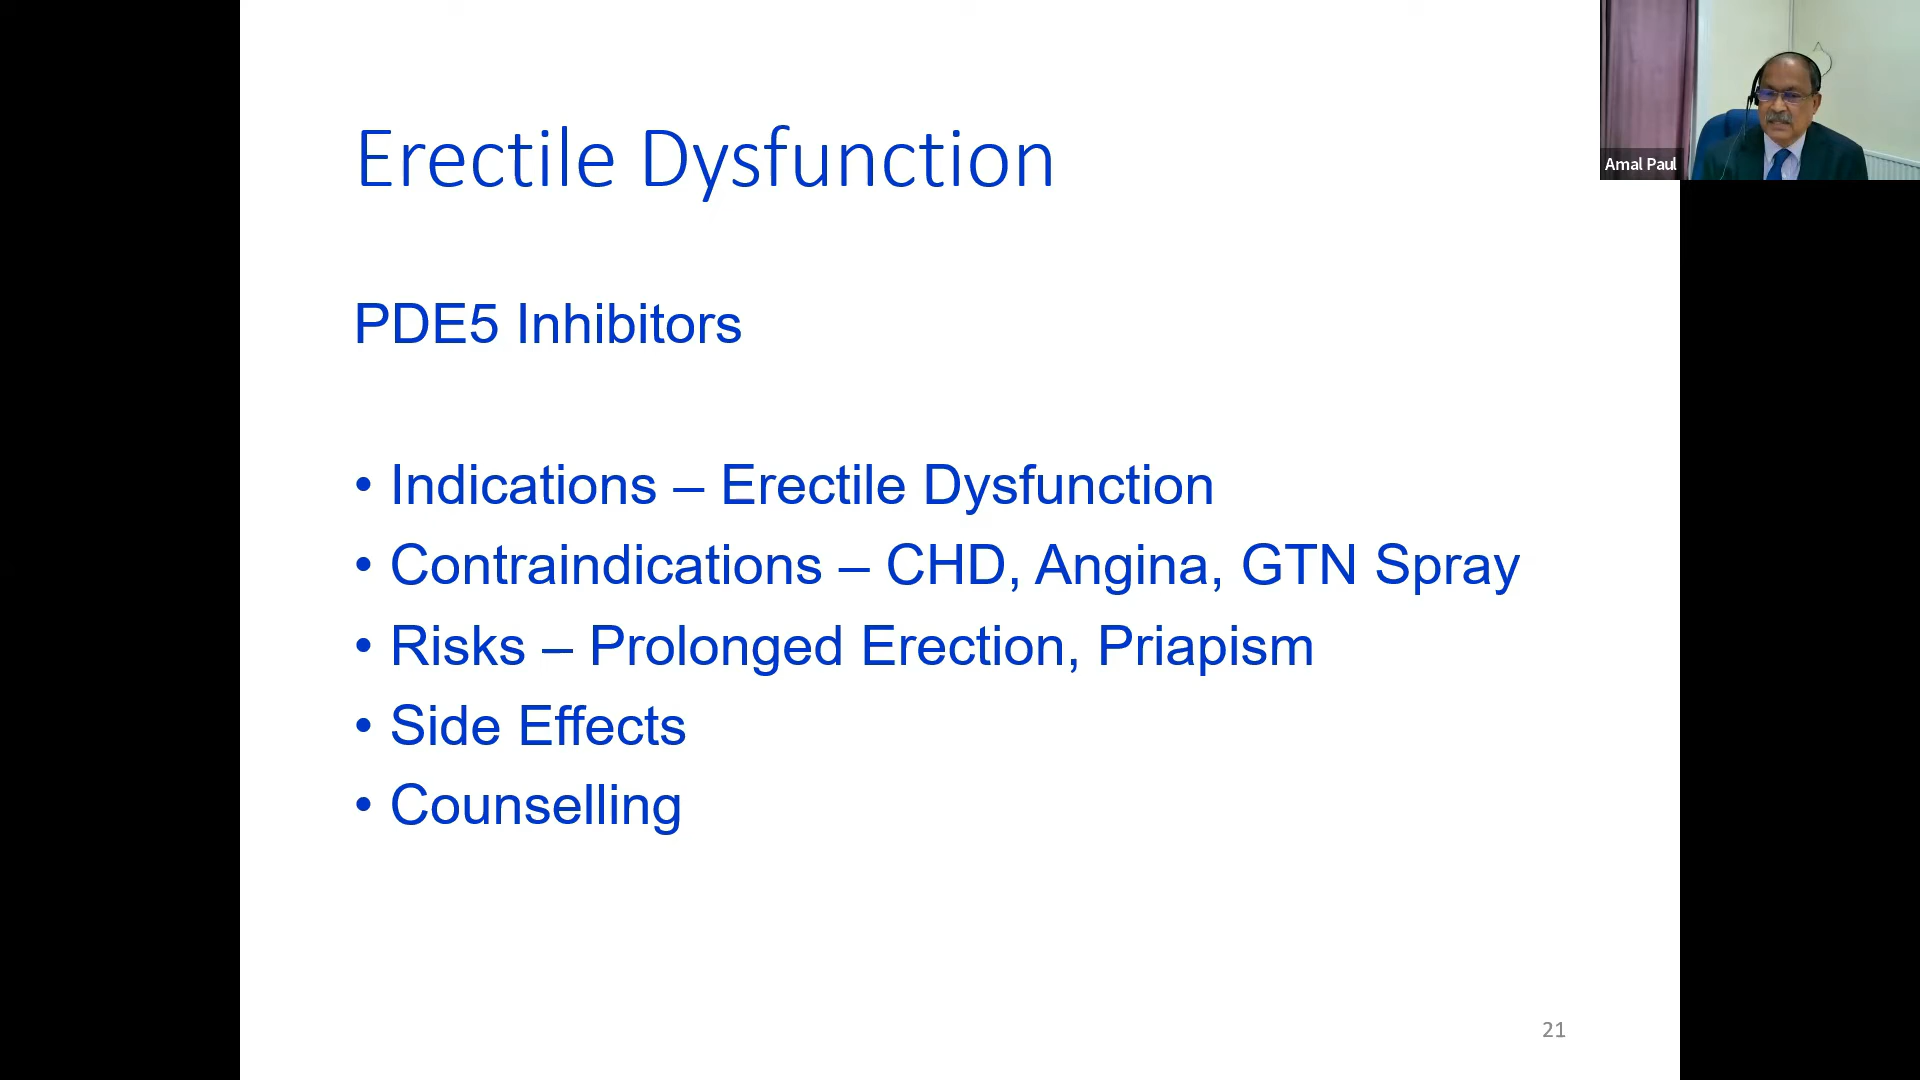 Erectile Dysfunction
Amal Paul
PDE5 Inhibitors
• Indications – Erectile Dysfunction
• Contraindications – CHD, Angina, GTN Spray
• Risks – Prolonged Erection, Priapism
• Side Effects
• Counselling
21